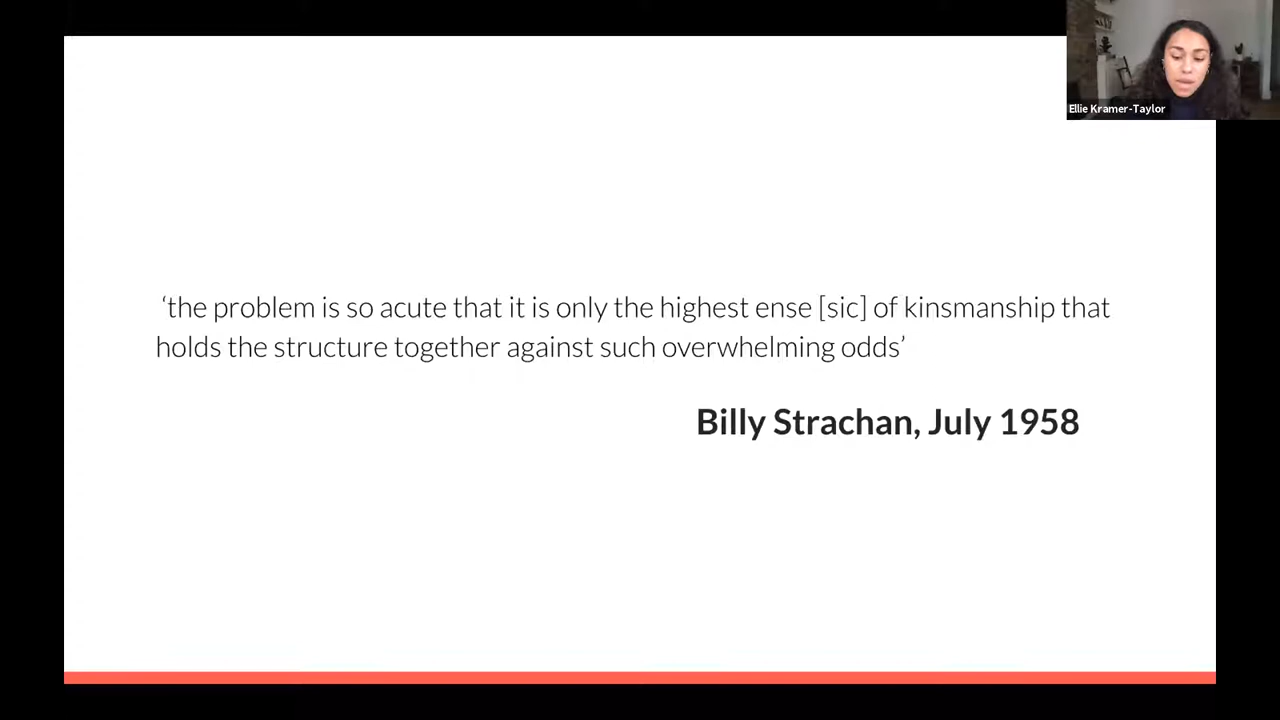 Ellie Kramer-Taylor
‘the problem is so acute that it is only the highest ense [sic] of kinsmanship that
holds the structure together against such overwhelming odds’
Billy Strachan, July 1958